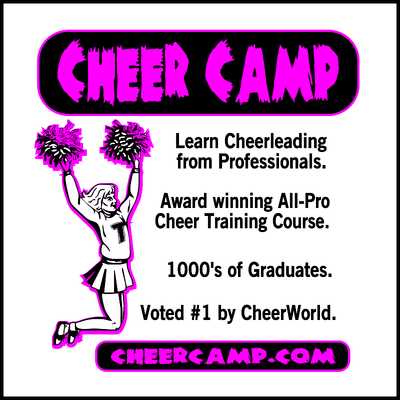 CHEER CAMP
Learn Cheerleading
from Professionals.
Award winning All-Pro
Cheer Training Course.
1000's of Graduates.
Voted #1 by CheerWorld.
T
CHEERCAMP.COM